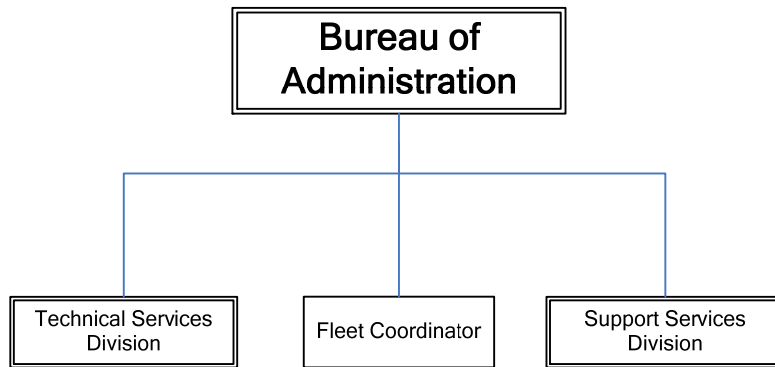 Bureau of
Administration
Technical Services
Division
Fleet Coordinator
Support Services
Division